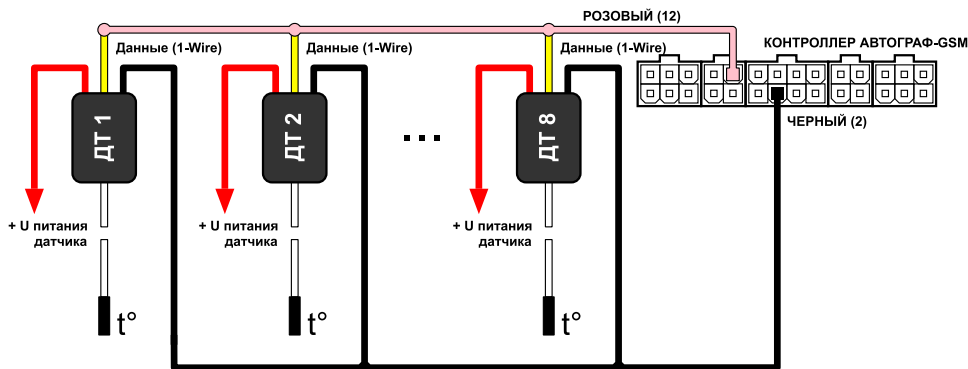 РОЗОВЫЙ (12)
Данные (1-Wire)
Данные (1-Wire)
Данные (1-Wire)
КОНТРОЛЛЕР АВТОГРАФ-GSM
ДТ 1
ДТ 2
...
ДТ 8
ЧЕРНЫЙ (2)
+ U питания
датчика
+ U питания
датчика
+ U питания
датчика
t°
t°
t°